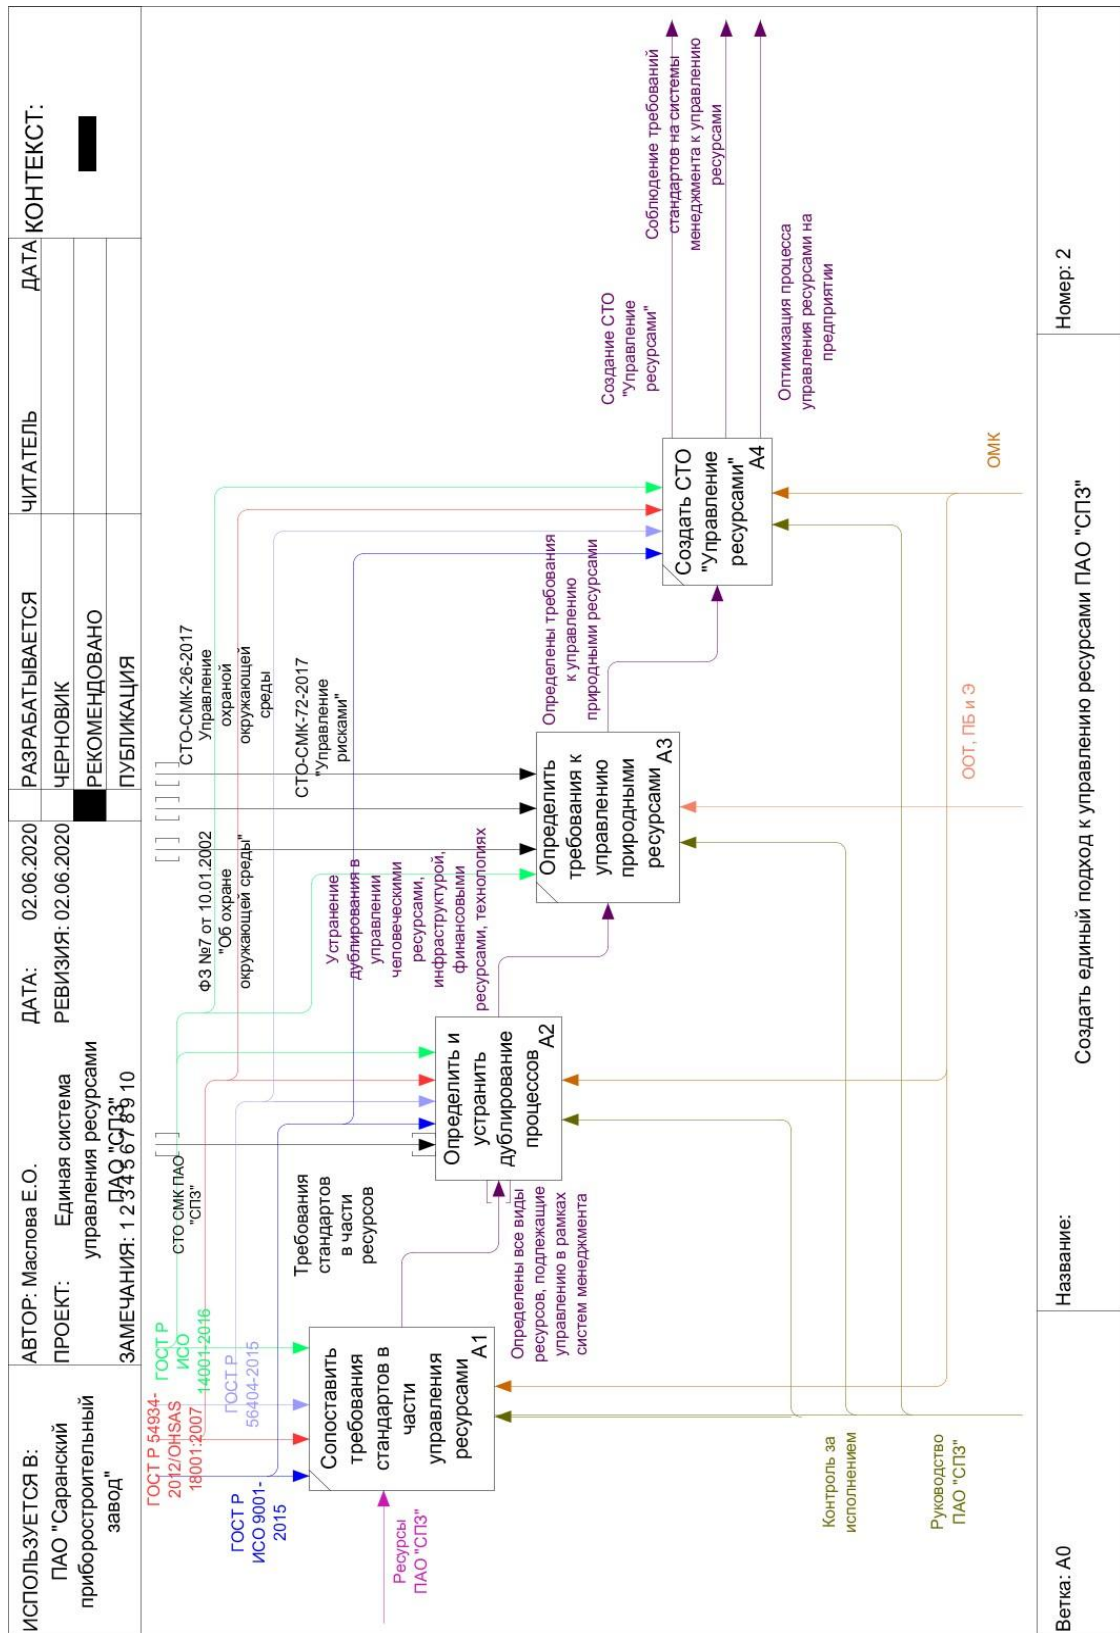 ИСПОЛЬЗУЕТСЯ В:
ПАО "Саранский
приборостроительный
завод"
АВТОР: Маслова Е.О.
ПРОЕКТ:
Единая система
управления ресурсами
ПАО "СПЗ"
ЗАМЕЧАНИЯ: 1 2 3 4 5 6 7 8 9 10
ДАТА:
02.06.2020
РЕВИЗИЯ: 02.06.2020
РАЗРАБАТЫВАЕТСЯ
ЧЕРНОВИК
РЕКОМЕНДОВАНО
ПУБЛИКАЦИЯ
ЧИТАТЕЛЬ
ДАТА
КОНТЕКСТ:
ГОСТ Р 54934-
2012/OHSAS
18001:2007
ГОСТ Р
ИСО
14001-2016
ГОСТ Р
56404-2015
ГОСТ Р
ИСО 9001-
2015
СТО СМК ПАО
"СПЗ"
ФЗ №7 от 10.01.2002
"Об охране
окружающей среды"
СТО-СМК-26-2017
Управление
охраной
окружающей
среды
СТО-СМК-72-2017
"Управление
рисками"
Ресурсы
ПАО "СПЗ"
Сопоставить
требования
стандартов в
части
управления
ресурсами
А1
Требования
стандартов
в части
ресурсов
Определены все виды
ресурсов, подлежащие
управлению в рамках
систем менеджмента
Определить и
устранить
дублирование
процессов
А2
Устранение
дублирования в
управлении
человеческими
ресурсами,
инфраструктурой,
финансовыми
ресурсами, технологиях
Определить
требования к
управлению
природными
ресурсами
А3
Определены требования
к управлению
природными ресурсами
Создать СТО
"Управление
ресурсами"
А4
Создание СТО
"Управление
ресурсами"
Соблюдение требований
стандартов на системы
менеджмента к управлению
ресурсами
Оптимизация процесса
управления ресурсами на
предприятии
Контроль за
исполнением
Руководство
ПАО "СПЗ"
ООТ, ПБ и Э
ОМК
Ветка: А0
Название:
Создать единый подход к управлению ресурсами ПАО "СПЗ"
Номер: 2